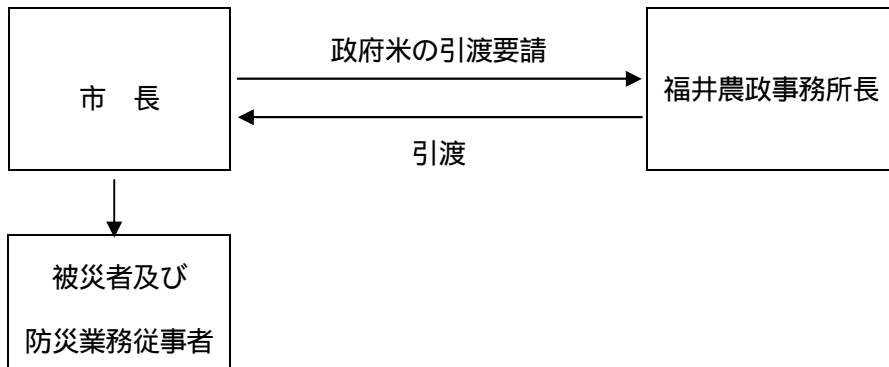 政府米の引渡要請
市　長
福井農政事務所長
引渡
被災者及び
防災業務従事者